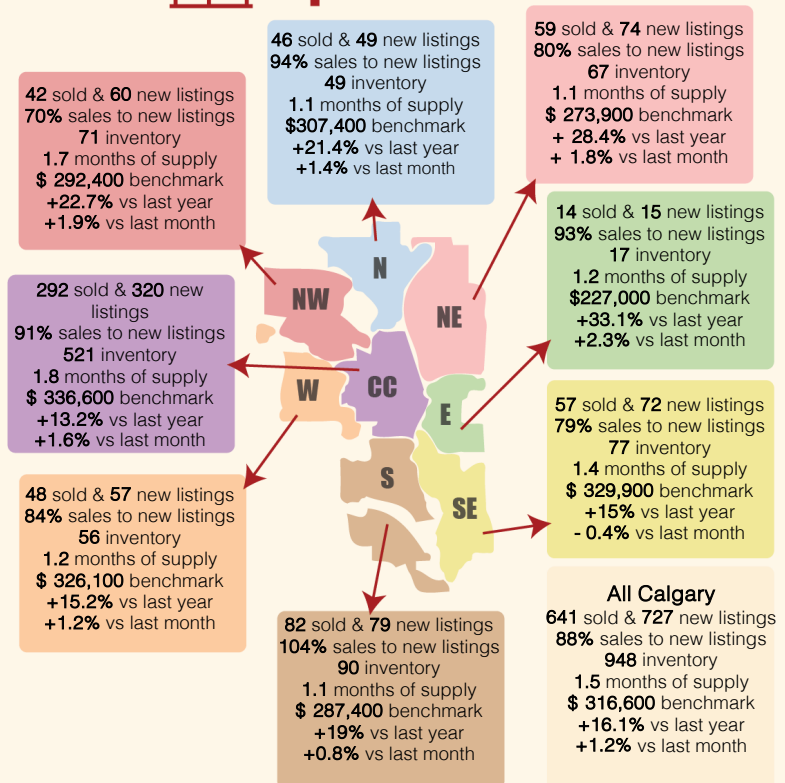 46 sold & 49 new listings
94% sales to new listings
49 inventory
1.1 months of supply
$307,400 benchmark
+21.4% vs last year
+1.4% vs last month
59 sold & 74 new listings
80% sales to new listings
67 inventory
1.1 months of supply
$ 273,900 benchmark
+ 28.4% vs last year
+ 1.8% vs last month
42 sold & 60 new listings
70% sales to new listings
71 inventory
1.7 months of supply
$ 292,400 benchmark
+22.7% vs last year
+1.9% vs last month
14 sold & 15 new listings
93% sales to new listings
17 inventory
1.2 months of supply
$227,000 benchmark
+33.1% vs last year
+2.3% vs last month
292 sold & 320 new
listings
91% sales to new listings
521 inventory
1.8 months of supply
$ 336,600 benchmark
+13.2% vs last year
+1.6% vs last month
N
NW
NE
W
CC
E
S
SE
57 sold & 72 new listings
79% sales to new listings
77 inventory
1.4 months of supply
$ 329,900 benchmark
+15% vs last year
- 0.4% vs last month
48 sold & 57 new listings
84% sales to new listings
56 inventory
1.2 months of supply
$ 326,100 benchmark
+15.2% vs last year
+1.2% vs last month
82 sold & 79 new listings
104% sales to new listings
90 inventory
1.1 months of supply
$ 287,400 benchmark
+19% vs last year
+0.8% vs last month
All Calgary
641 sold & 727 new listings
88% sales to new listings
948 inventory
1.5 months of supply
$ 316,600 benchmark
+16.1% vs last year
+1.2% vs last month